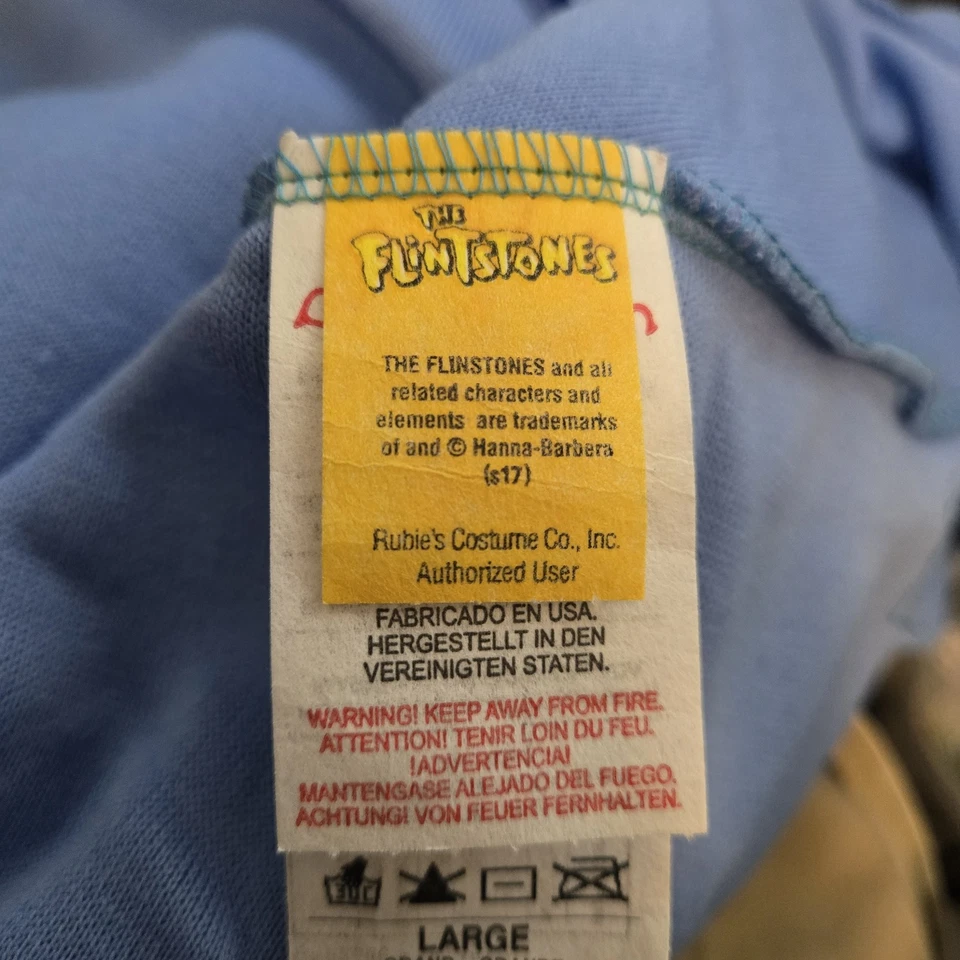 THE
FLINTSTONES
THE FLINSTONES and all
related characters and
elements are trademarks
of and © Hanna-Barbera
(s17)
Rubie's Costume Co., Inc.
Authorized User
FABRICADO EN USA.
HERGESTELLT IN DEN
VEREINIGTEN STATEN.
WARNING! KEEP AWAY FROM FIRE.
ATTENTION! TENIR LOIN DU FEU.
!ADVERTENCIA!
MANTENGASE ALEJADO DEL FUEGO.
ACHTUNG! VON FEUER FERNHALTEN.
LARGE